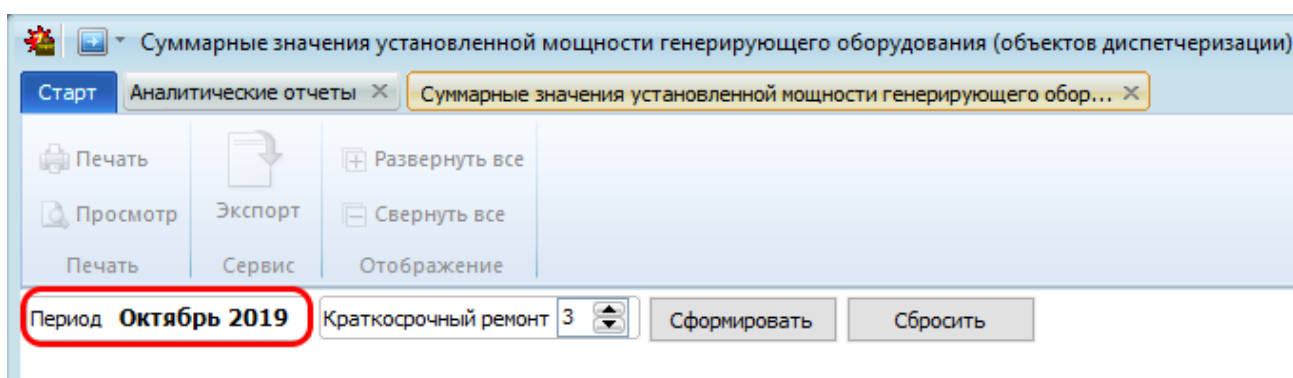 Суммарные значения установленной мощности генерирующего оборудования (объектов диспетчеризации)
Старт Аналитические отчеты Суммарные значения установленной мощности генерирующего обор...
Печать Экспорт Развернуть все
Просмотр Свернуть все
Печать Сервис Отображение
Период Октябрь 2019 Краткосрочный ремонт 3 Сформировать Сбросить